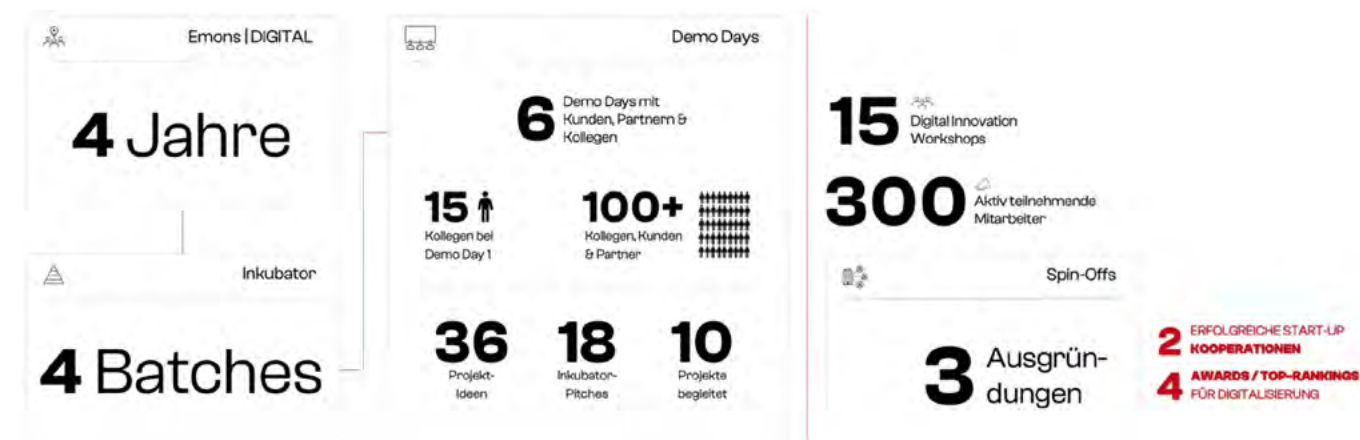 Emons | DIGITAL
4 Jahre
Inkubator
4 Batches
Demo Days
6 Demo Days mit
Kunden, Partnern &
Kollegen
15
Kollegen bei
Demo Day 1
100+
Kollegen, Kunden
& Partner
36
Projekt-
Ideen
18
Inkubator-
Pitches
10
Projekte
begleitet
15 Digital Innovation
Workshops
300 Aktiv teilnehmende
Mitarbeiter
Spin-Offs
3 Ausgrün-
dungen
2 ERFOLGREICHE START-UP
KOOPERATIONEN
4 AWARDS / TOP-RANKINGS
FÜR DIGITALISIERUNG